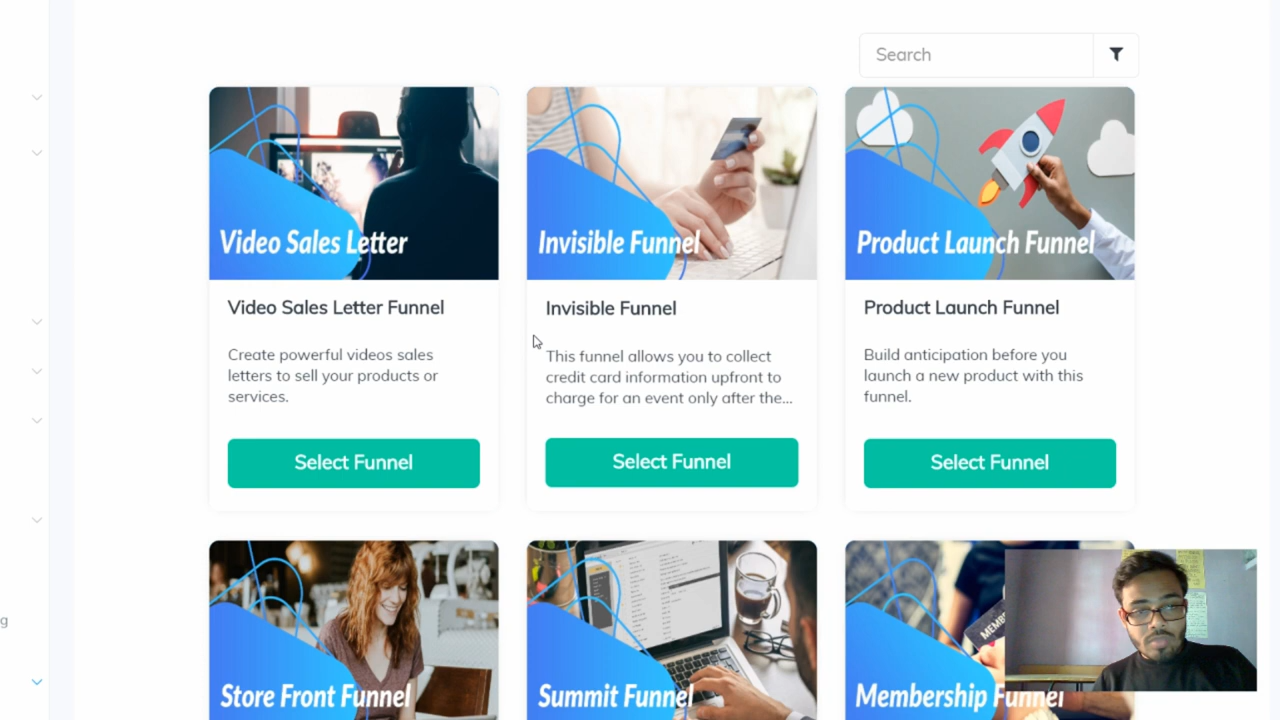 Search
Video Sales Letter
Invisible Funnel
Product Launch Funnel
Video Sales Letter Funnel
Invisible Funnel
Product Launch Funnel
Create powerful videos sales
letters to sell your products or
services.
This funnel allows you to collect
credit card information upfront to
charge for an event only after the...
Build anticipation before you
launch a new product with this
funnel.
Select Funnel
Select Funnel
Select Funnel
g
MEMB
Store Front Funnel
Summit Funnel
Membership Funnel